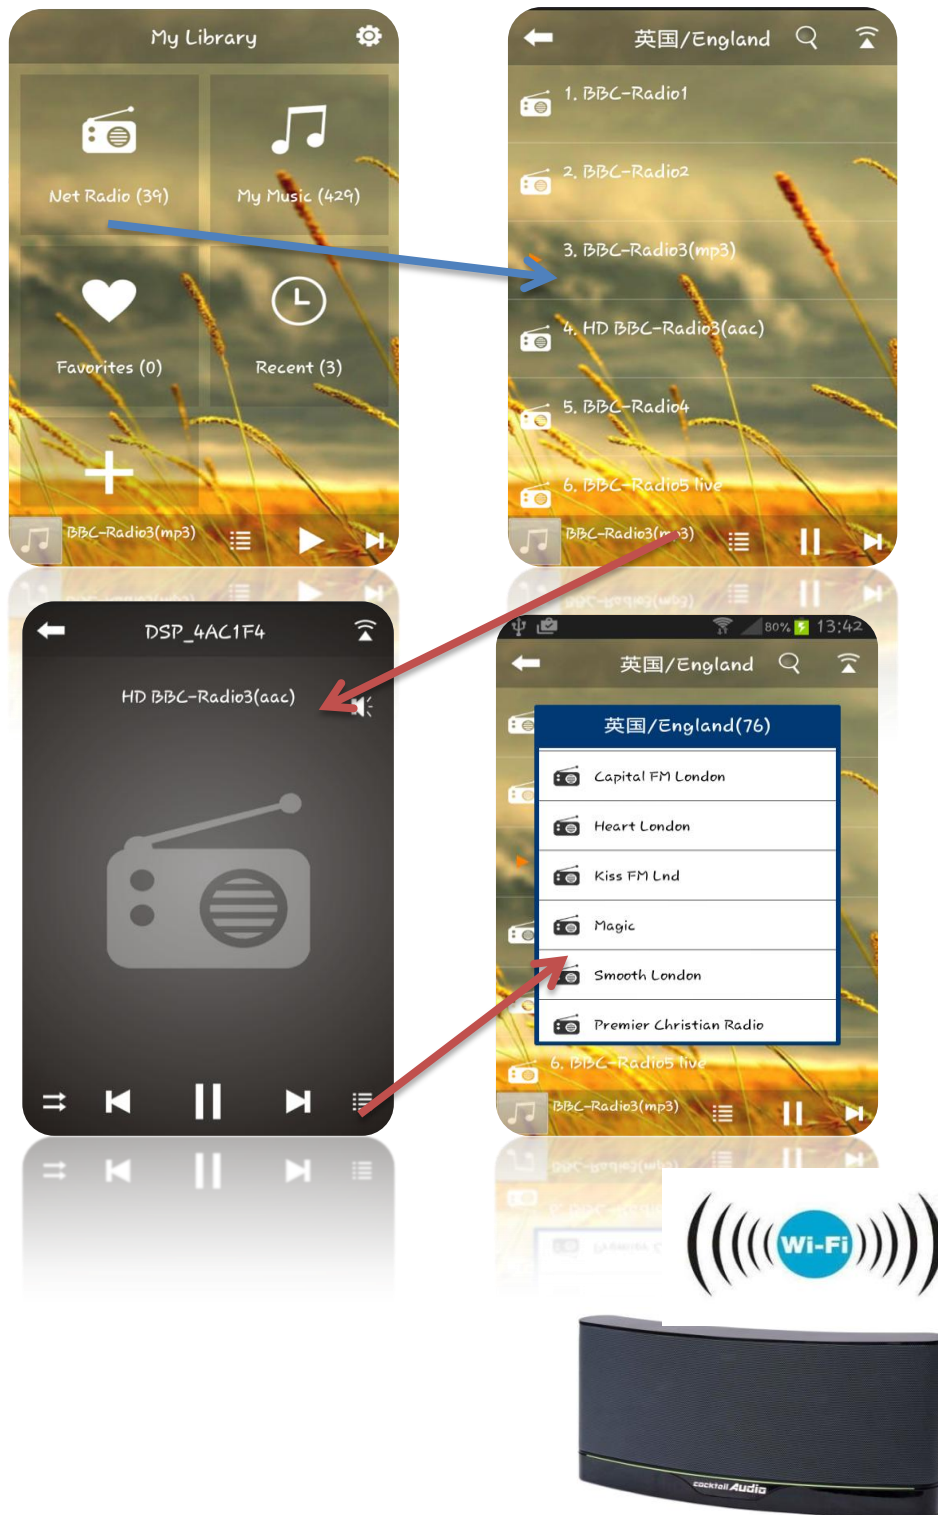 My Library
Net Radio (39)
My Music (429)
Favorites (0)
Recent (3)
BBC-Radio3(mp3)
英国/England
1. BBC-Radio1
2. BBC-Radio2
3. BBC-Radio3(mp3)
4. HD BBC-Radio3(aac)
5. BBC-Radio4
6. BBC-Radio5 live
BBC-Radio3(mp3)
DSP_4AC1F4
HD BBC-Radio3(aac)
80% 13:42
英国/England
英国/England(76)
Capital FM London
Heart London
Kiss FM Lnd
Magic
Smooth London
Premier Christian Radio
6. BBC-Radio5 live
BBC-Radio3(mp3)
Wi-Fi
cocktail Audio